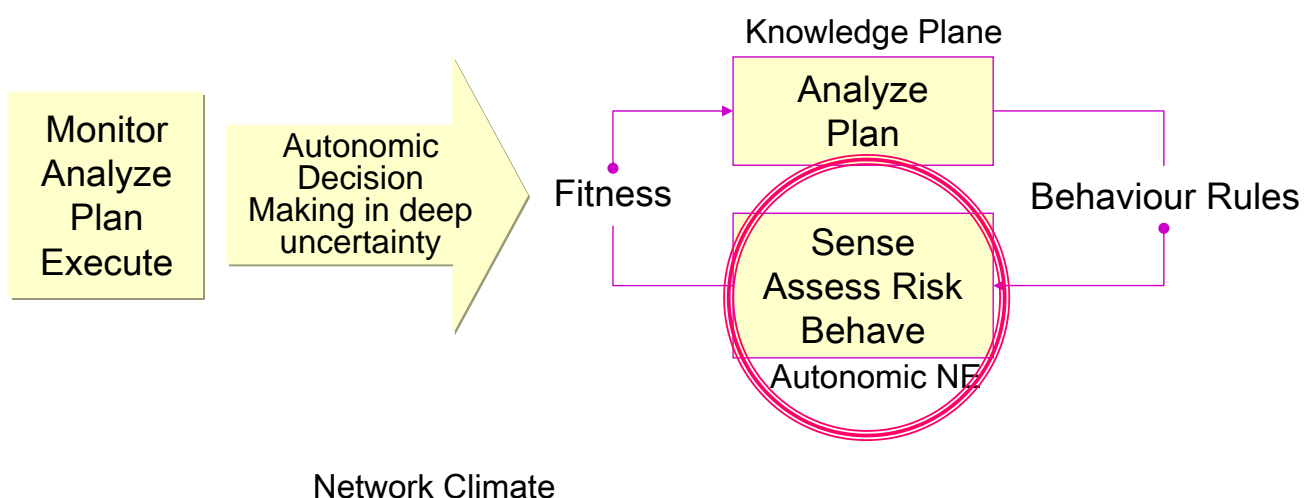 Monitor
Analyze
Plan
Execute
Autonomic
Decision
Making in deep
uncertainty
Knowledge Plane
Analyze
Plan
Fitness
Behaviour Rules
Sense
Assess Risk
Behave
Autonomic NE
Network Climate